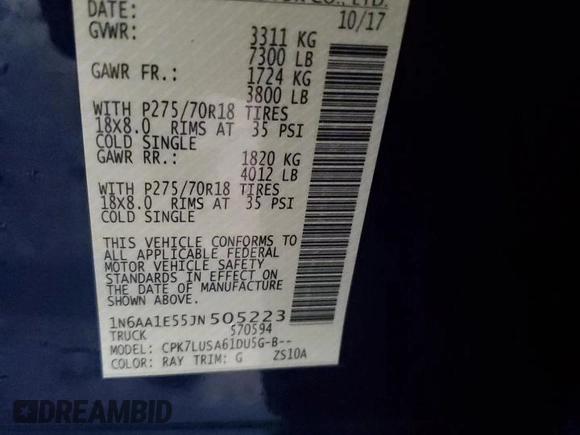 CO., LTD.
DATE: 10/17
GVWR: 3311 KG
7300 LB
GAWR FR.: 1724 KG
3800 LB
WITH P275/70R18 TIRES
18X8.0 RIMS AT 35 PSI
COLD SINGLE
GAWR RR.: 1820 KG
4012 LB
WITH P275/70R18 TIRES
18X8.0 RIMS AT 35 PSI
COLD SINGLE
THIS VEHICLE CONFORMS TO
ALL APPLICABLE FEDERAL
MOTOR VEHICLE SAFETY
STANDARDS IN EFFECT ON
THE DATE OF MANUFACTURE
SHOWN ABOVE.
1N6AA1E55JN505223
TRUCK 570594
MODEL: CPK7LUSA61DU5G-B--
COLOR: RAY TRIM: G ZS10A
DREAMBID